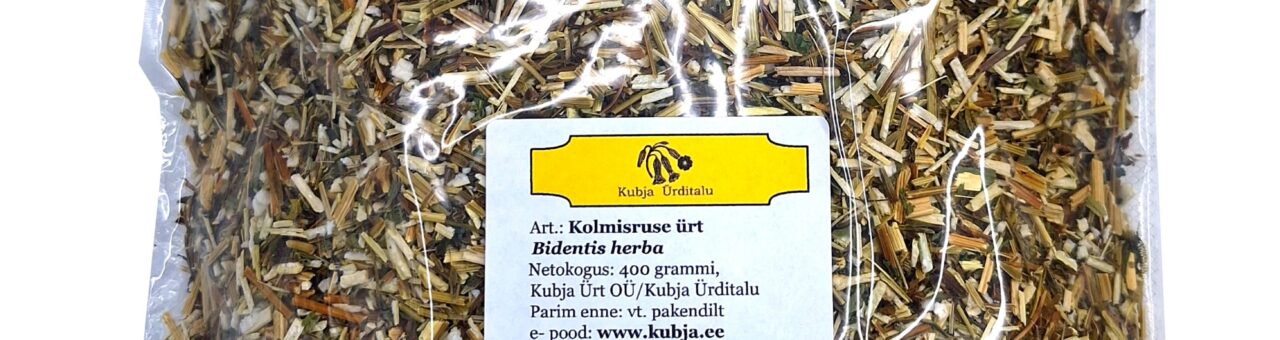 Kubja Ürditalu
Art.: Kolmisruse ürt
Bidentis herba
Netokogus: 400 grammi,
Kubja Ürt OÜ/Kubja Ürditalu
Parim enne: vt. pakendilt
e- pood: www.kubja.ee